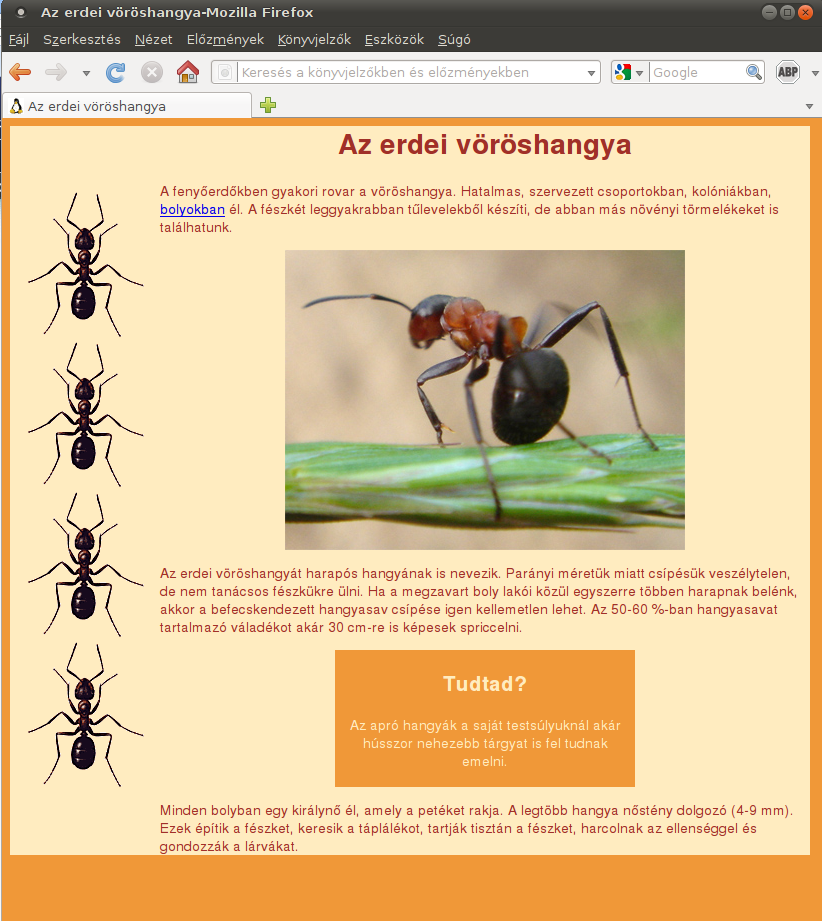 Az erdei vöröshangya-Mozilla Firefox
Fájl Szerkesztés Nézet Előzmények Könyvjelzők Eszközök Súgó
Keresés a könyvjelzőkben és előzményekben Google ABP
Az erdei vöröshangya
Az erdei vöröshangya
A fenyőerdőkben gyakori rovar a vöröshangya. Hatalmas, szervezett csoportokban, kolóniákban,
bolyokban él. A fészkét leggyakrabban tűlevelekből készíti, de abban más növényi törmelékeket is
találhatunk.
Az erdei vöröshangyát harapós hangyának is nevezik. Parányi méretük miatt csípésük veszélytelen,
de nem tanácsos fészkükre ülni. Ha a megzavart boly lakói közül egyszerre többen harapnak belénk,
akkor a befecskendezett hangyasav csípése igen kellemetlen lehet. Az 50-60 %-ban hangyasavat
tartalmazó váladékot akár 30 cm-re is képesek spriccelni.
Tudtad?
Az apró hangyák a saját testsúlyuknál akár
hússzor nehezebb tárgyat is fel tudnak
emelni.
Minden bolyban egy királynő él, amely a petéket rakja. A legtöbb hangya nőstény dolgozó (4-9 mm).
Ezek építik a fészket, keresik a táplálékot, tartják tisztán a fészket, harcolnak az ellenséggel és
gondozzák a lárvákat.